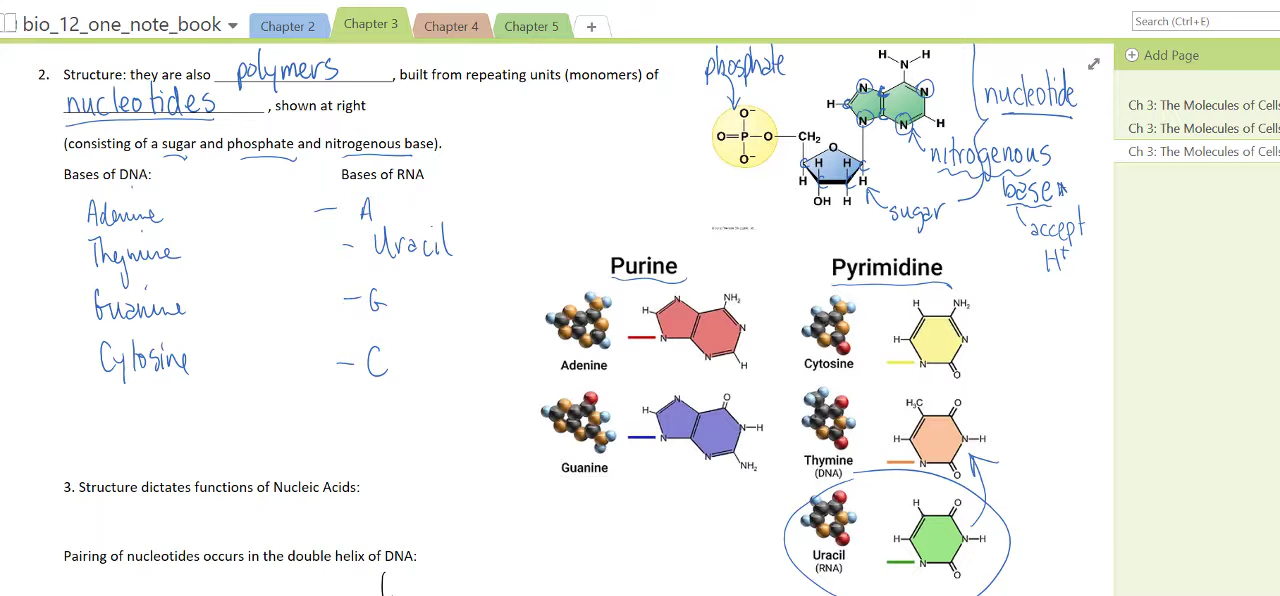 bio_12_one_note_book
Chapter 2
Chapter 3
Chapter 4
Chapter 5
+
Search (Ctrl+E)
Add Page
Ch 3: The Molecules of Cells
Ch 3: The Molecules of Cells
Ch 3: The Molecules of Cells
2. Structure: they are also polymers, built from repeating units (monomers) of
nucleotides, shown at right
(consisting of a sugar and phosphate and nitrogenous base).
Bases of DNA: Bases of RNA
Adenine – A
Thymine – Uracil
Guanine – G
Cytosine – C
3. Structure dictates functions of Nucleic Acids:
Pairing of nucleotides occurs in the double helix of DNA:
phosphate
O⁻
O=P–O–CH₂
O⁻
H H
N
N N
H
N N H
O
H H
H H
OH H
nucleotide
nitrogenous
base
accept
H⁺
sugar
Purine
Adenine
H N NH₂
N
N N
H
Guanine
H N O
N–H
N N NH₂
Pyrimidine
Cytosine
H NH₂
H N
N O
Thymine
(DNA)
H₃C O
H N–H
N O
Uracil
(RNA)
H O
H N–H
N O